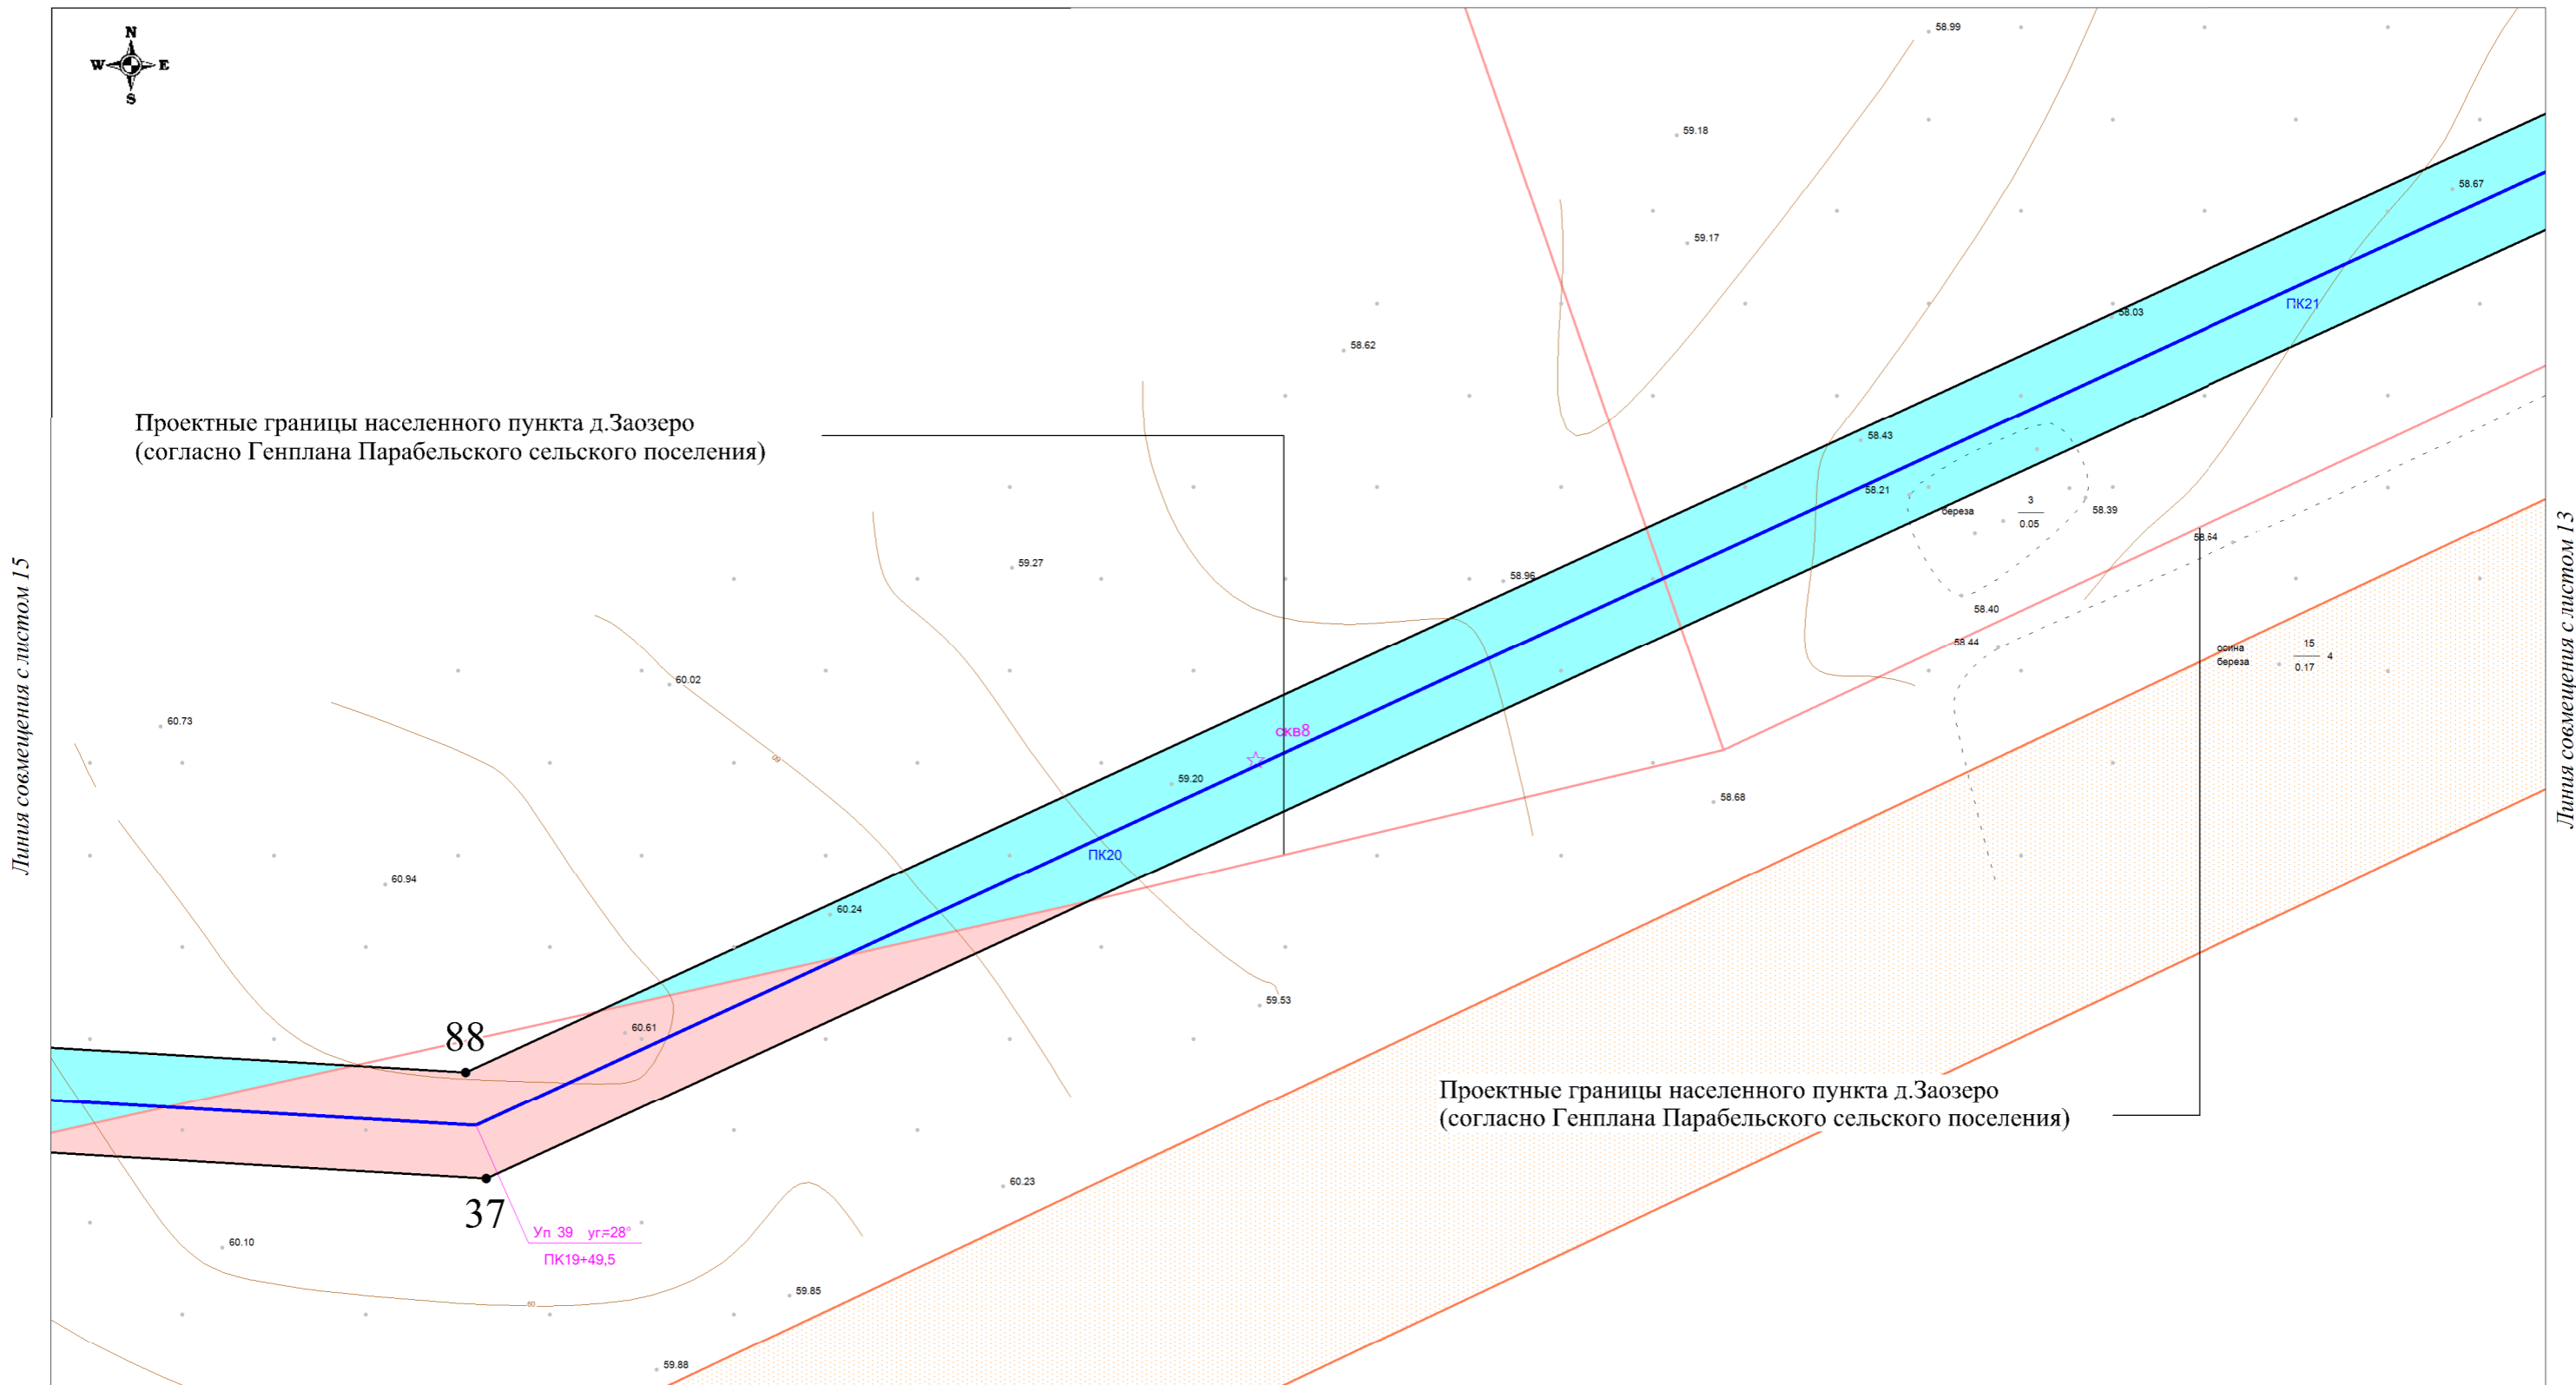 N
W E
S
58.99
59.18
58.67
59.17
ПК21
58.03
58.62
Проектные границы населенного пункта д.Заозеро
(согласно Генплана Парабельского сельского поселения)
58.43
58.21
береза
3
0.05
58.39
58.64
59.27
58.96
58.40
58.44
осина
береза
15
0.17
4
60.02
60.73
60
скв8
59.20
58.68
ПК20
60.94
60.24
59.53
60.61
88
Проектные границы населенного пункта д.Заозеро
(согласно Генплана Парабельского сельского поселения)
60.23
37
Уп 39 уг=28°
ПК19+49,5
60.10
59.85
60
59.88
Линия совмещения с листом 15
Линия совмещения с листом 13